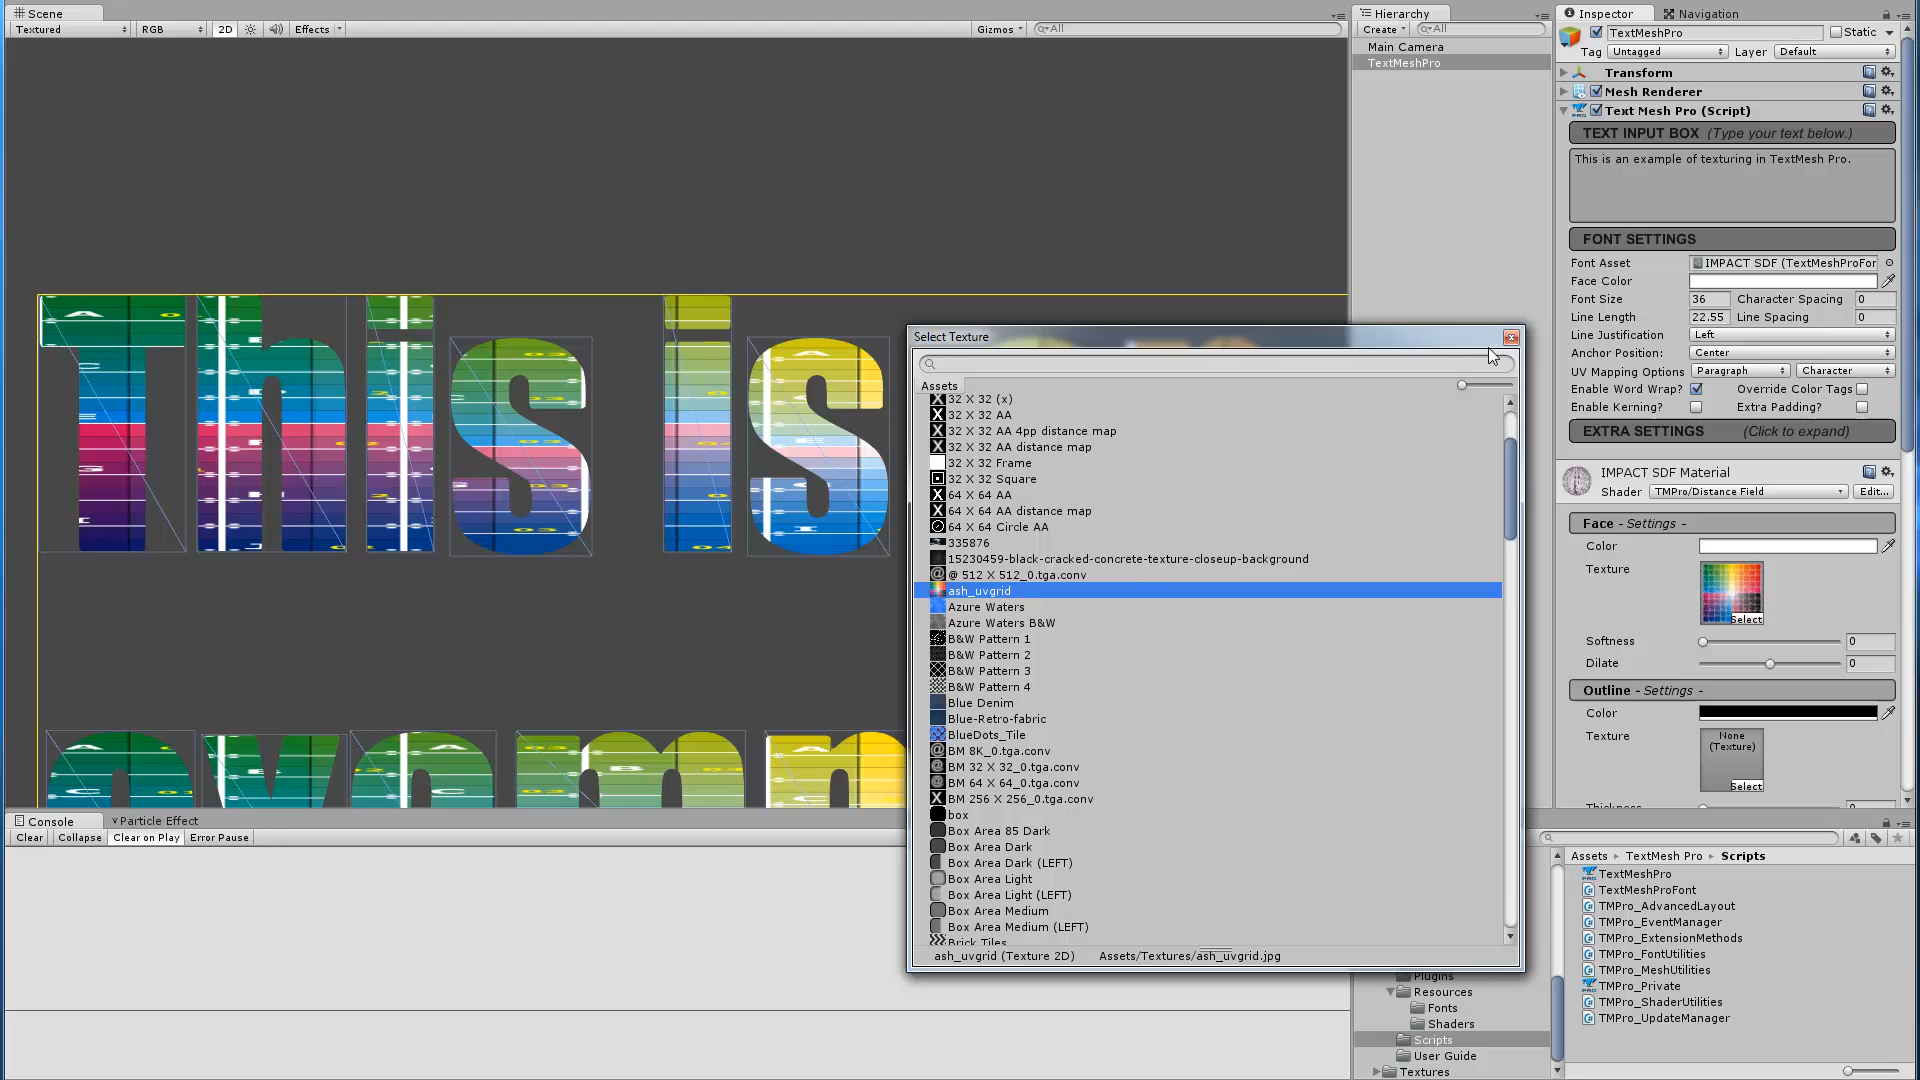 Scene
Textured RGB 2D Effects Gizmos All
This is
Hierarchy
Create All
Main Camera
TextMeshPro
Inspector Navigation
TextMeshPro Static
Tag Untagged Layer Default
Transform
Mesh Renderer
Text Mesh Pro (Script)
TEXT INPUT BOX (Type your text below.)
This is an example of texturing in TextMesh Pro.
FONT SETTINGS
Font Asset IMPACT SDF (TextMeshProFor
Face Color
Font Size 36 Character Spacing 0
Line Length 22.55 Line Spacing 0
Line Justification Left
Anchor Position: Center
UV Mapping Options Paragraph Character
Enable Word Wrap? Override Color Tags
Enable Kerning? Extra Padding?
EXTRA SETTINGS (Click to expand)
IMPACT SDF Material
Shader TMPro/Distance Field Edit...
Face - Settings -
Color
Texture
Select
Softness 0
Dilate 0
Outline - Settings -
Color
Texture None
(Texture)
Select
Select Texture
Assets
32 X 32 (x)
32 X 32 AA
32 X 32 AA 4pp distance map
32 X 32 AA distance map
32 X 32 Frame
32 X 32 Square
64 X 64 AA
64 X 64 AA distance map
64 X 64 Circle AA
335876
15230459-black-cracked-concrete-texture-closeup-background
@ 512 X 512_0.tga.conv
ash_uvgrid
Azure Waters
Azure Waters B&W
B&W Pattern 1
B&W Pattern 2
B&W Pattern 3
B&W Pattern 4
Blue Denim
Blue-Retro-fabric
BlueDots_Tile
BM 8K_0.tga.conv
BM 32 X 32_0.tga.conv
BM 64 X 64_0.tga.conv
BM 256 X 256_0.tga.conv
box
Box Area 85 Dark
Box Area Dark
Box Area Dark (LEFT)
Box Area Light
Box Area Light (LEFT)
Box Area Medium
Box Area Medium (LEFT)
Brick Tiles
ash_uvgrid (Texture 2D) Assets/Textures/ash_uvgrid.jpg
Console Particle Effect
Clear Collapse Clear on Play Error Pause
Plugins
Resources
Fonts
Shaders
Scripts
User Guide
Textures
Assets TextMesh Pro Scripts
TextMeshPro
TextMeshProFont
TMPro_AdvancedLayout
TMPro_EventManager
TMPro_ExtensionMethods
TMPro_FontUtilities
TMPro_MeshUtilities
TMPro_Private
TMPro_ShaderUtilities
TMPro_UpdateManager